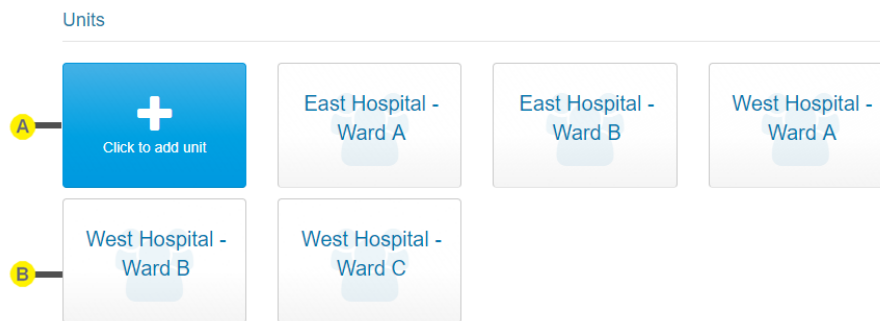 Units
A
Click to add unit
East Hospital -
Ward A
East Hospital -
Ward B
West Hospital -
Ward A
B
West Hospital -
Ward B
West Hospital -
Ward C